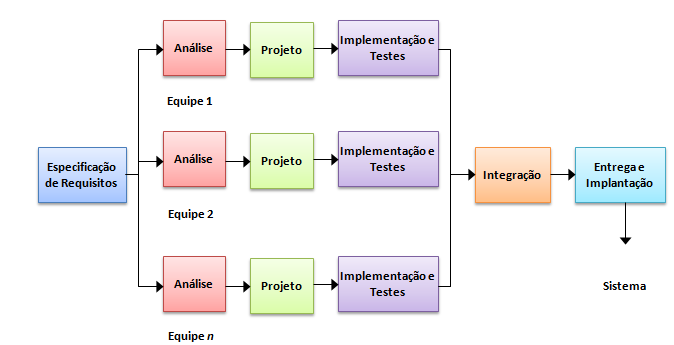 Especificação
de Requisitos
Análise
Projeto
Implementação e
Testes
Equipe 1
Análise
Projeto
Implementação e
Testes
Equipe 2
Análise
Projeto
Implementação e
Testes
Equipe n
Integração
Entrega e
Implantação
Sistema